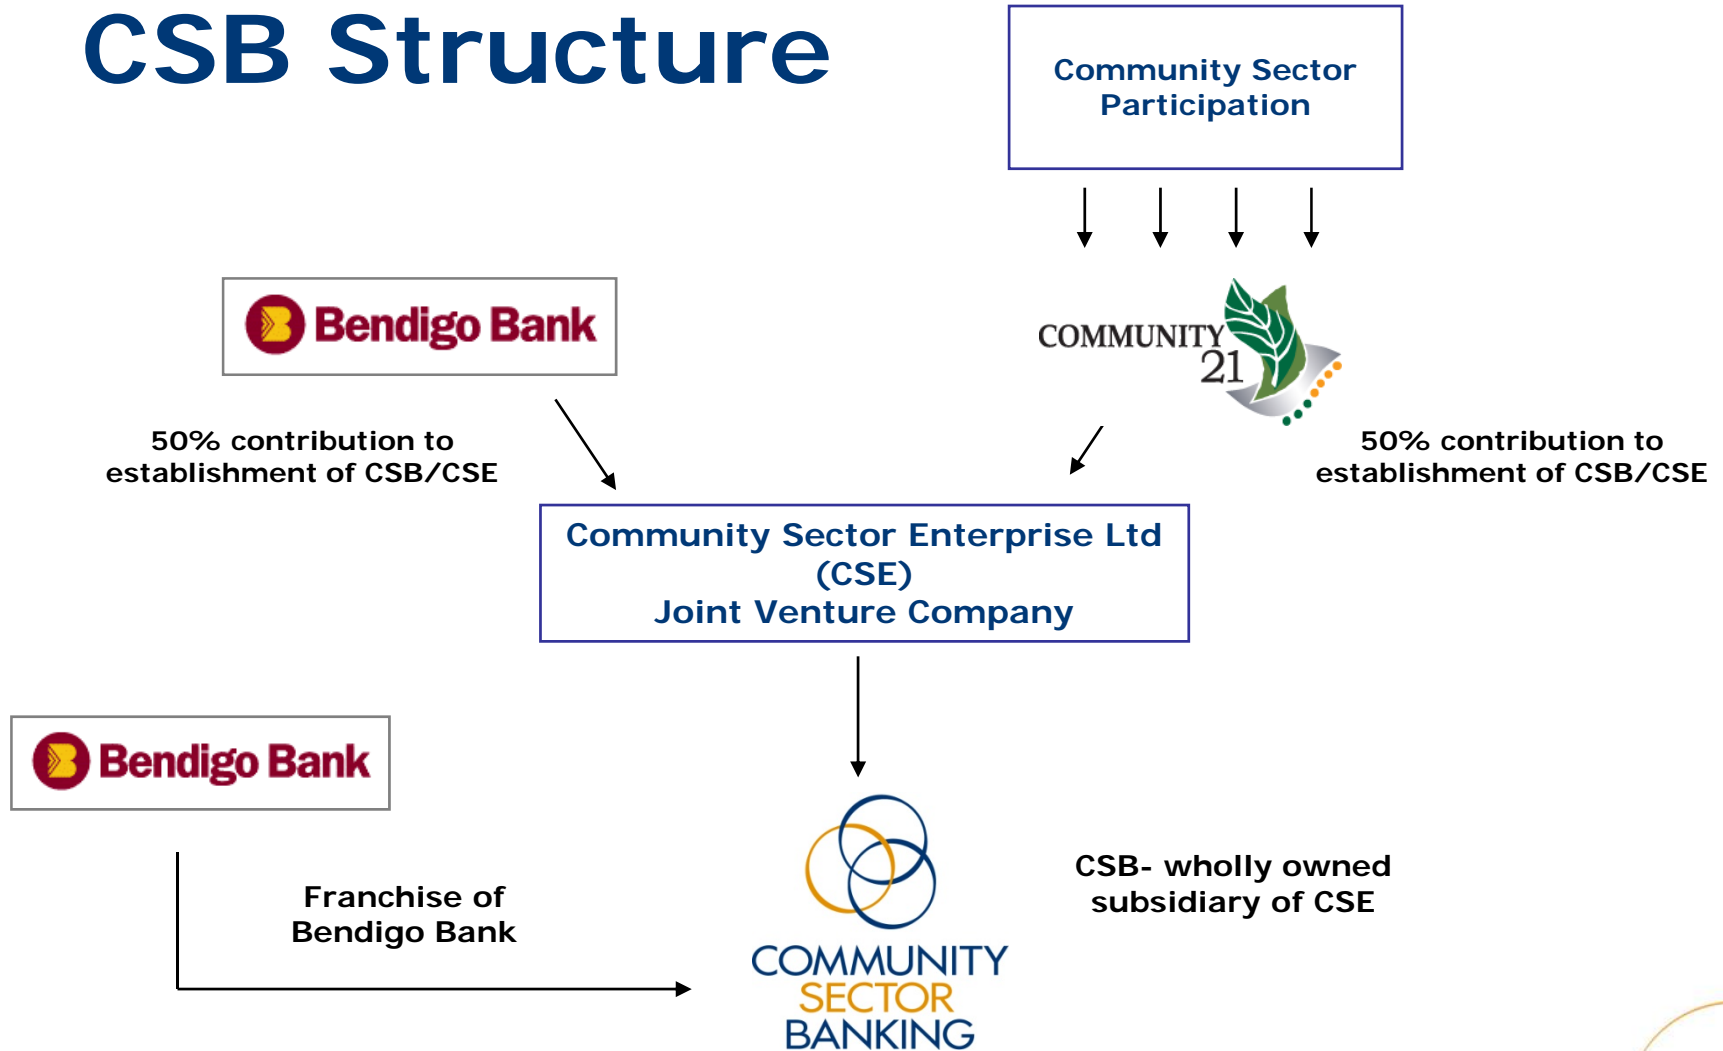 CSB Structure
Community Sector
Participation
Bendigo Bank
COMMUNITY
21
50% contribution to
establishment of CSB/CSE
50% contribution to
establishment of CSB/CSE
Community Sector Enterprise Ltd
(CSE)
Joint Venture Company
Bendigo Bank
Franchise of
Bendigo Bank
CSB- wholly owned
subsidiary of CSE
COMMUNITY
SECTOR
BANKING